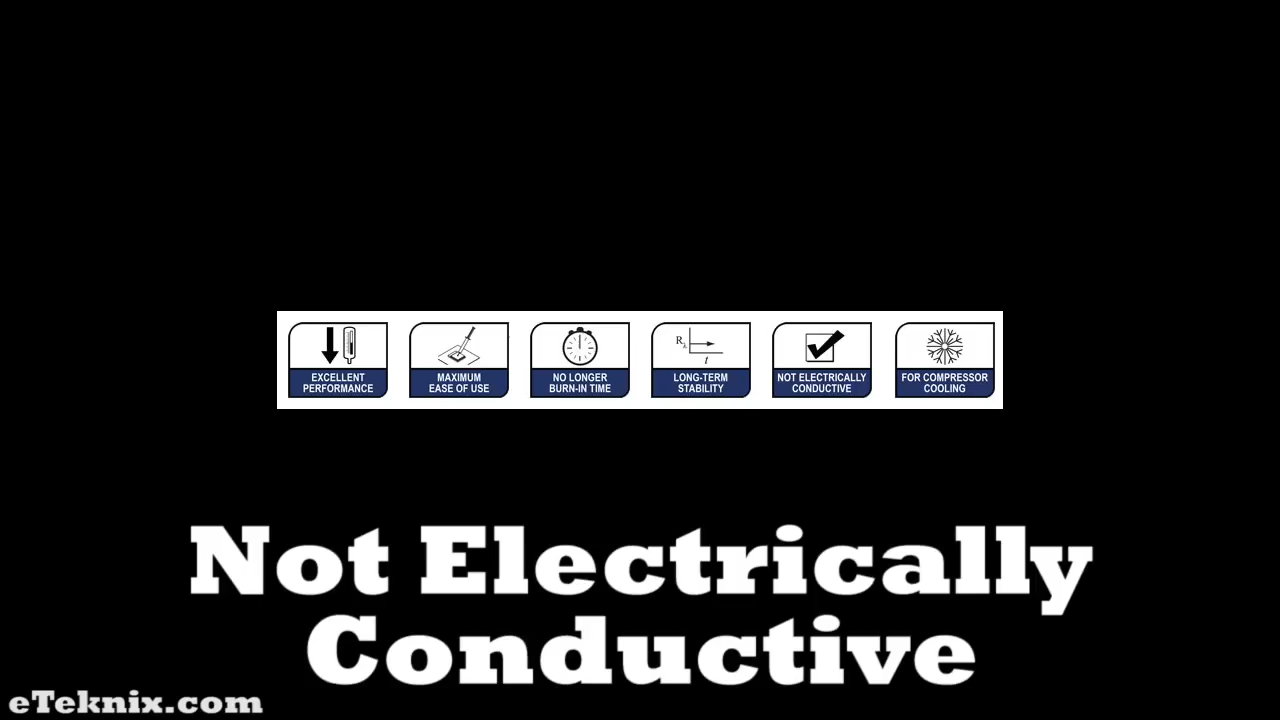 EXCELLENT
PERFORMANCE
MAXIMUM
EASE OF USE
NO LONGER
BURN-IN TIME
Rλ
t
LONG-TERM
STABILITY
NOT ELECTRICALLY
CONDUCTIVE
FOR COMPRESSOR
COOLING
Not Electrically
Conductive
eTeknix.com